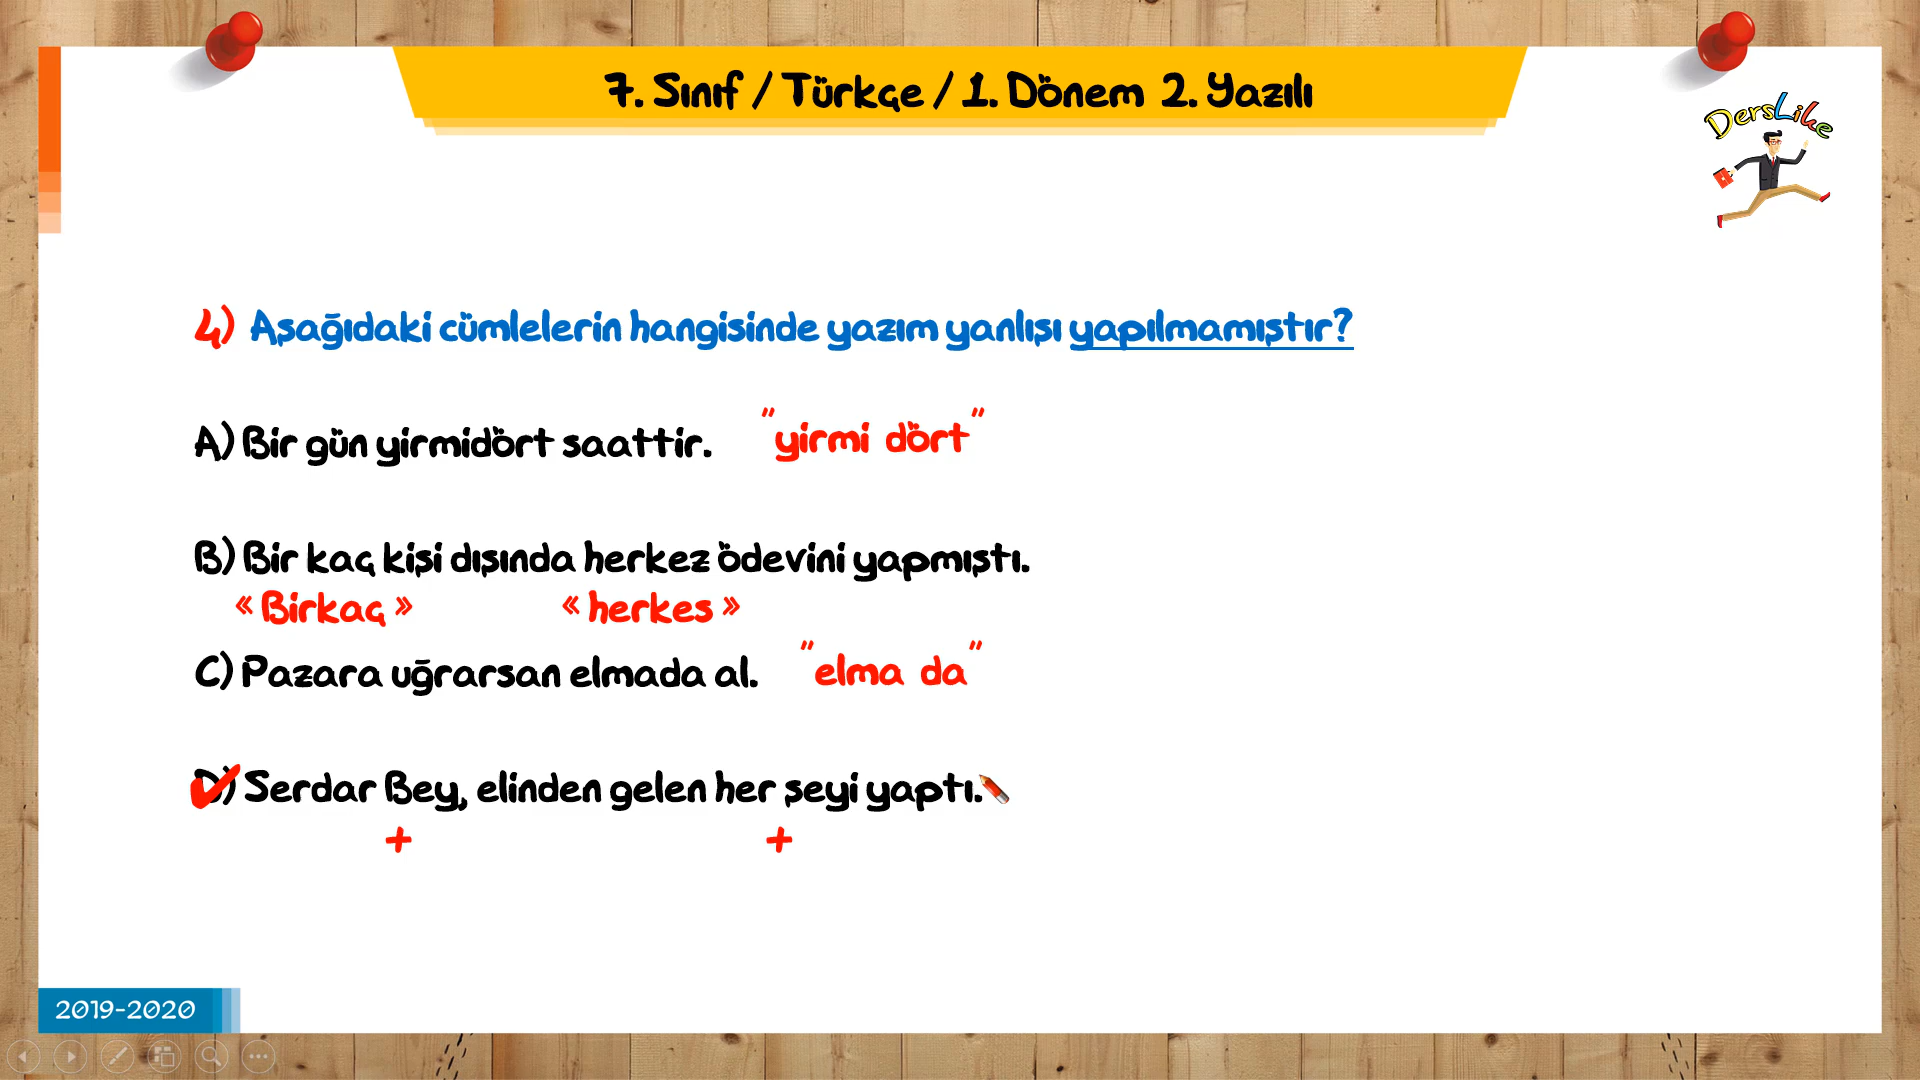 7. Sınıf / Türkçe / 1. Dönem 2. Yazılı
DersLike
4) Aşağıdaki cümlelerin hangisinde yazım yanlışı yapılmamıştır?
A) Bir gün yirmidört saattir. "yirmi dört"
B) Bir kaç kişi dışında herkez ödevini yapmıştı.
« Birkaç » « herkes »
C) Pazara uğrarsan elmada al. "elma da"
D) Serdar Bey, elinden gelen her şeyi yaptı.
+ +
2019-2020